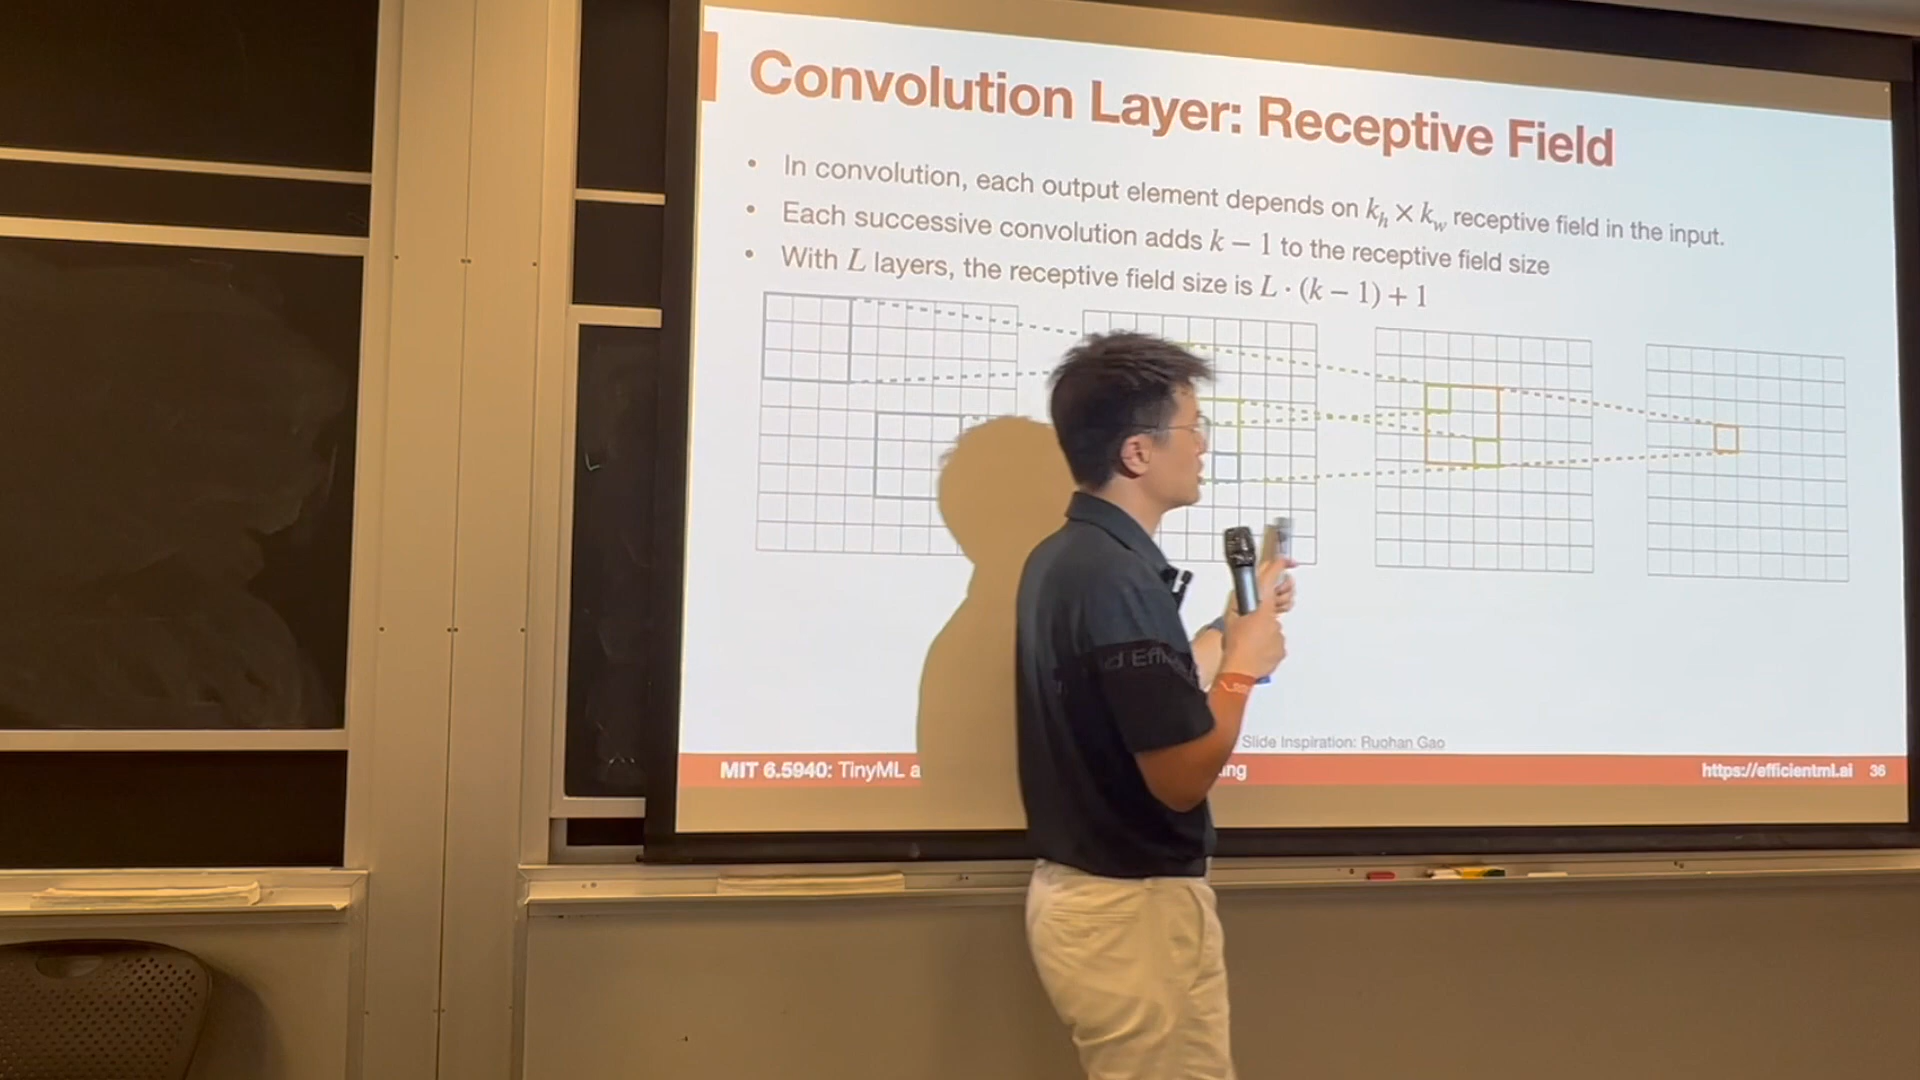 Convolution Layer: Receptive Field
• In convolution, each output element depends on kₕ × k_w receptive field in the input.
• Each successive convolution adds k − 1 to the receptive field size
• With L layers, the receptive field size is L · (k − 1) + 1
Slide Inspiration: Ruohan Gao
MIT 6.5940: TinyML a
ing
https://efficientml.ai 36
d Effi